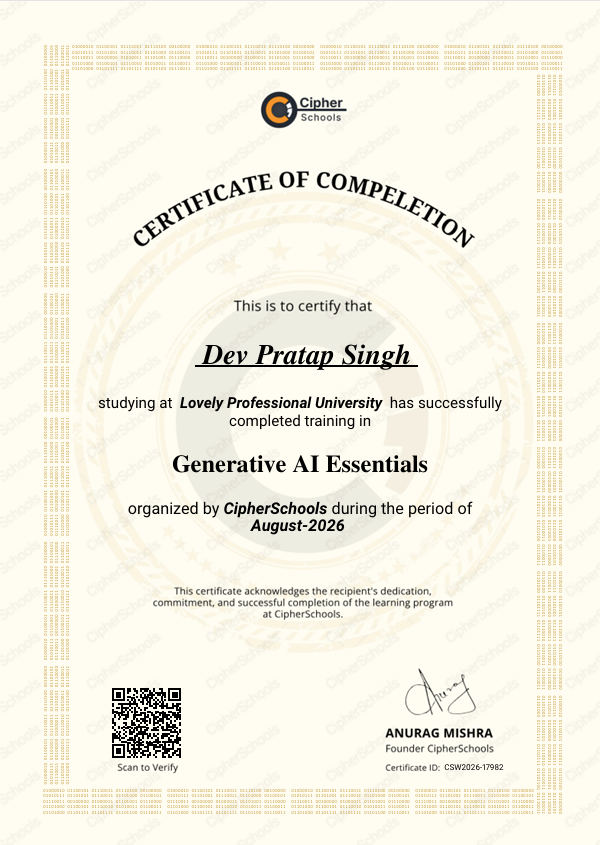 Cipher
Schools
CERTIFICATE OF COMPELETION
This is to certify that
Dev Pratap Singh
studying at Lovely Professional University has successfully
completed training in
Generative AI Essentials
organized by CipherSchools during the period of
August-2026
This certificate acknowledges the recipient's dedication,
commitment, and successful completion of the learning program
at CipherSchools.
Scan to Verify
ANURAG MISHRA
Founder CipherSchools
Certificate ID: CSW2026-17982